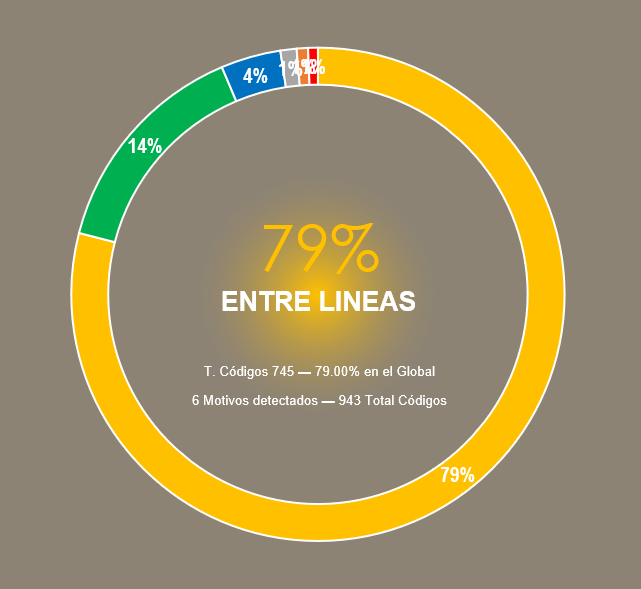 4%
1%
14%
79%
ENTRE LINEAS
T. Códigos 745 — 79.00% en el Global
6 Motivos detectados — 943 Total Códigos
79%